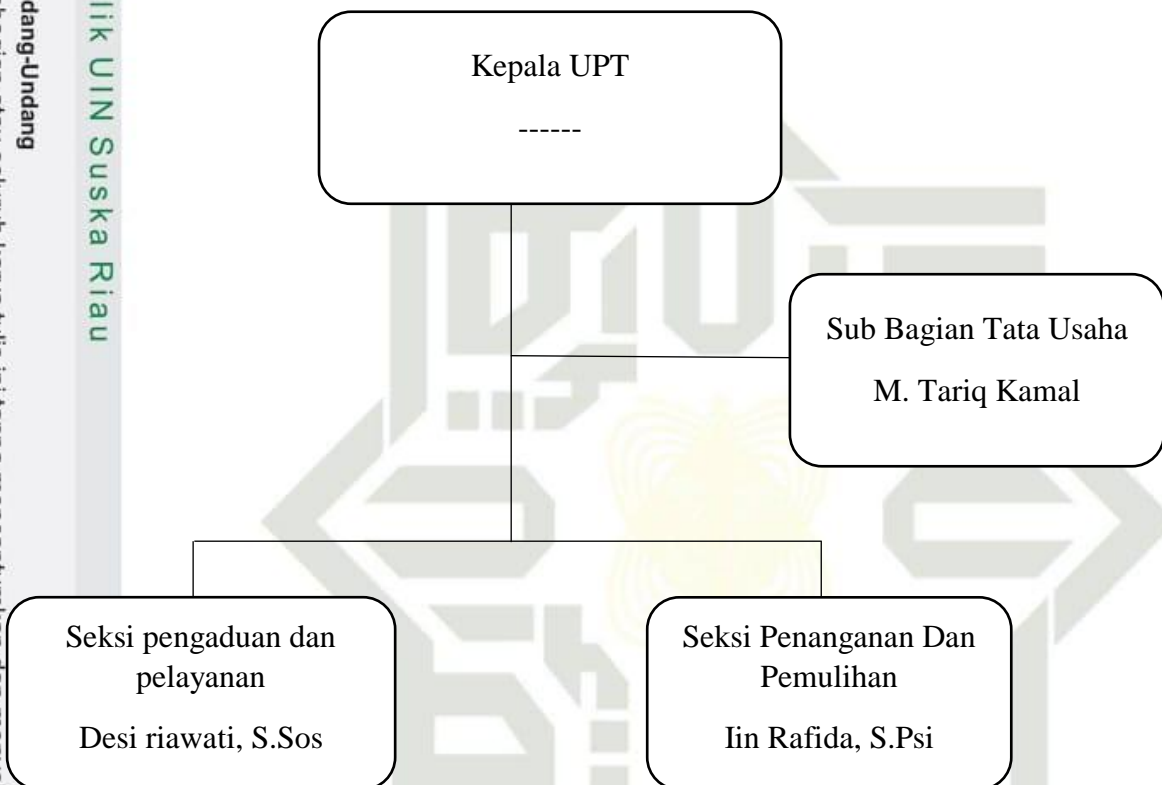 Kepala UPT
------
Sub Bagian Tata Usaha
M. Tariq Kamal
Seksi pengaduan dan
pelayanan
Desi riawati, S.Sos
Seksi Penanganan Dan
Pemulihan
Iin Rafida, S.Psi
lik UIN Suska Riau
dang-Undang